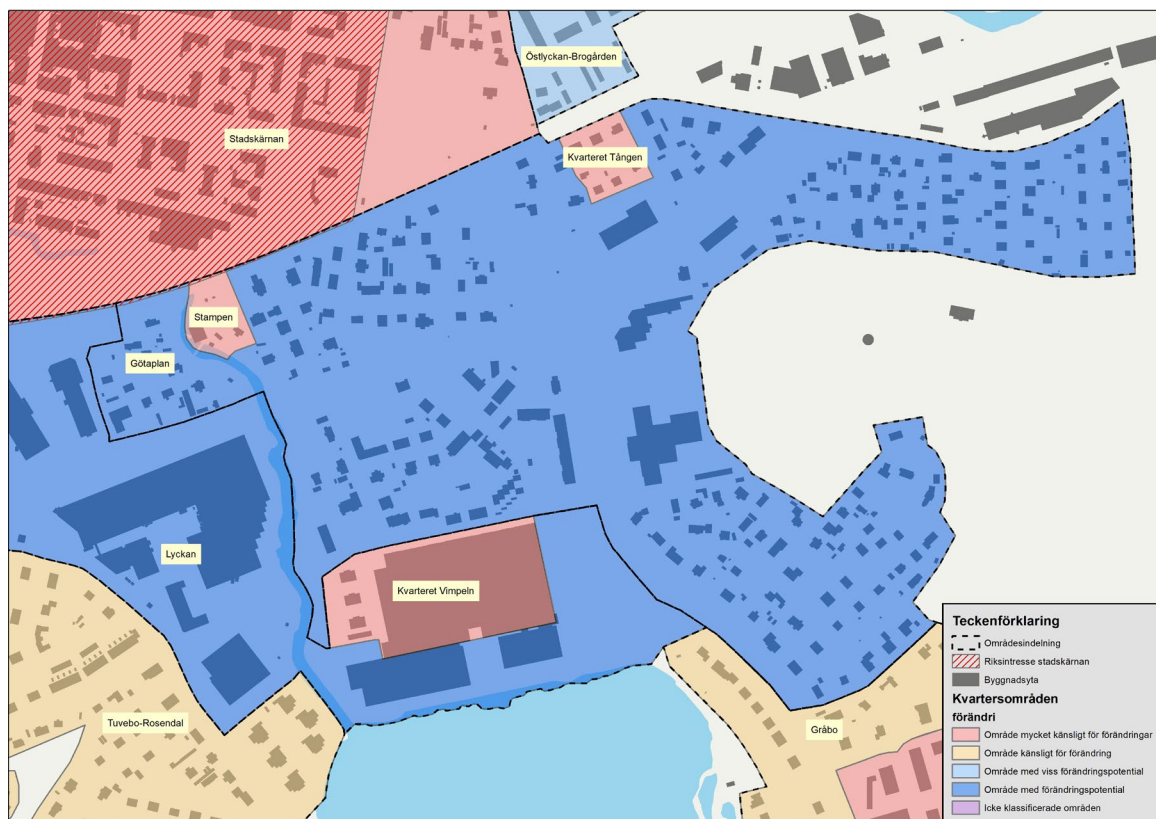 Östlyckan-Brogården
Stadskärnan
Kvarteret Tången
Stampen
Götaplan
Lyckan
Kvarteret Vimpeln
Tuvebo-Rosendal
Gråbo
Teckenförklaring
Områdesindelning
Riksintresse stadskärnan
Byggnadsyta
Kvartersområden
förändri
Område mycket känsligt för förändringar
Område känsligt för förändring
Område med viss förändringspotential
Område med förändringspotential
Icke klassificerade områden